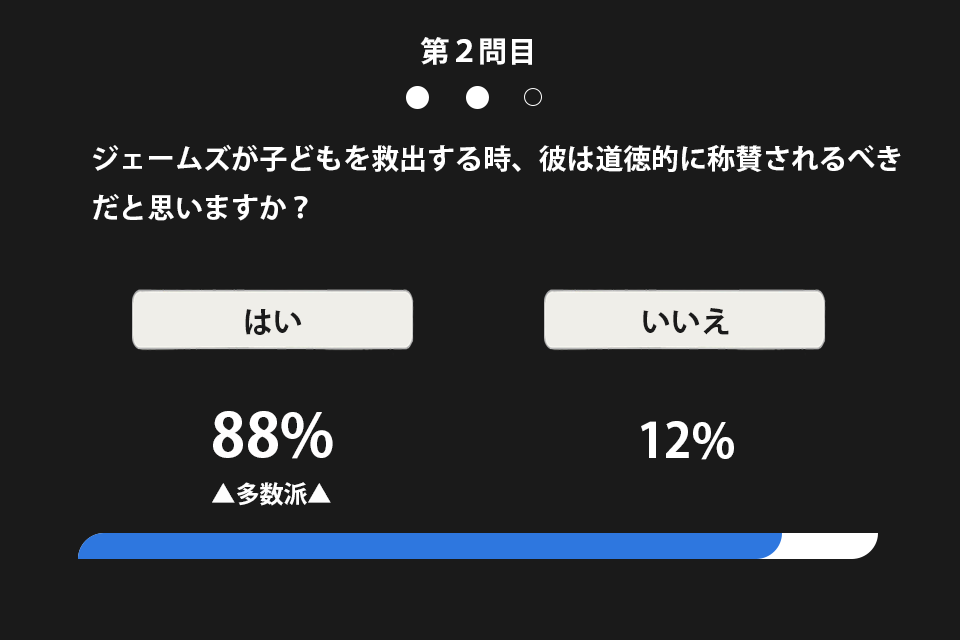 第２問目
ジェームズが子どもを救出する時、彼は道徳的に称賛されるべき
だと思いますか？
はい
いいえ
88%
12%
▲多数派▲